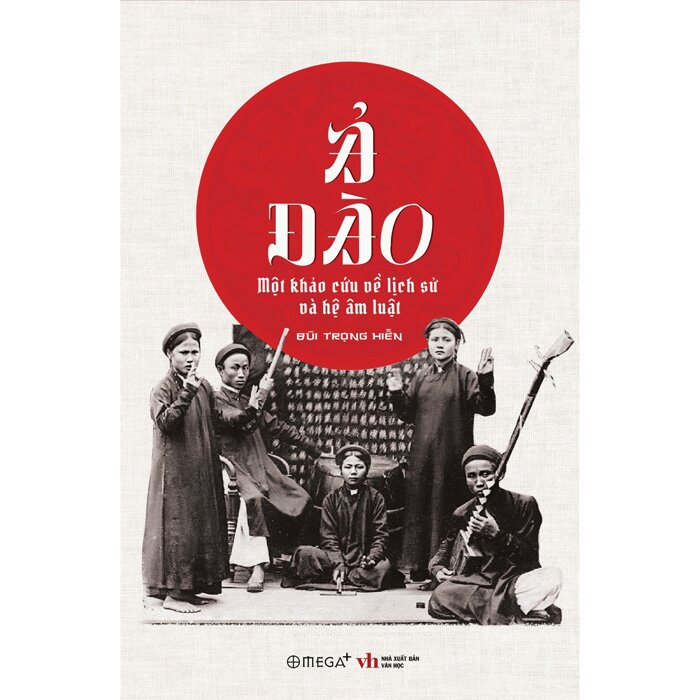 Ả
ĐÀO
Một khảo cứu về lịch sử
và hệ âm luật
BÙI TRỌNG HIỀN
OMEGA+
vh NHÀ XUẤT BẢN
VĂN HỌC